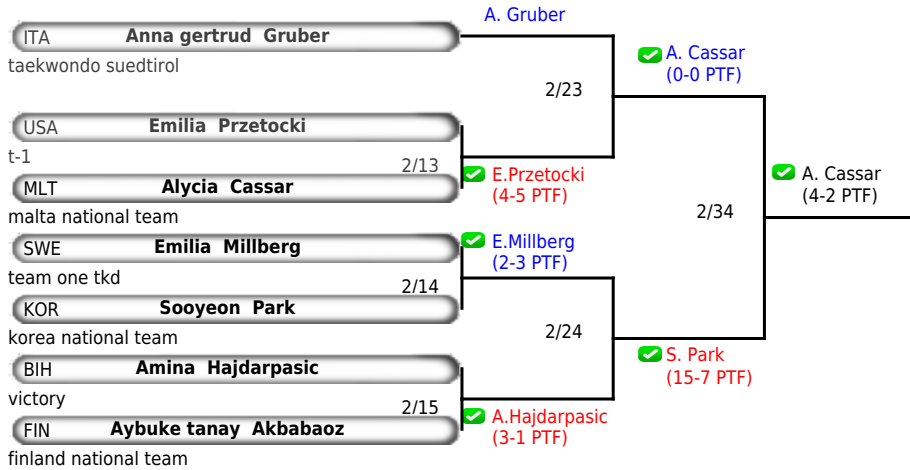 A. Gruber
ITA Anna gertrud Gruber
taekwondo suedtirol
A. Cassar
(0-0 PTF)
2/23
USA Emilia Przetocki
t-1
2/13
E.Przetocki
(4-5 PTF)
MLT Alycia Cassar
malta national team
A. Cassar
(4-2 PTF)
2/34
SWE Emilia Millberg
team one tkd
E.Millberg
(2-3 PTF)
2/14
KOR Sooyeon Park
korea national team
2/24
BIH Amina Hajdarpasic
victory
S. Park
(15-7 PTF)
2/15
A.Hajdarpasic
(3-1 PTF)
FIN Aybuke tanay Akbabaoz
finland national team